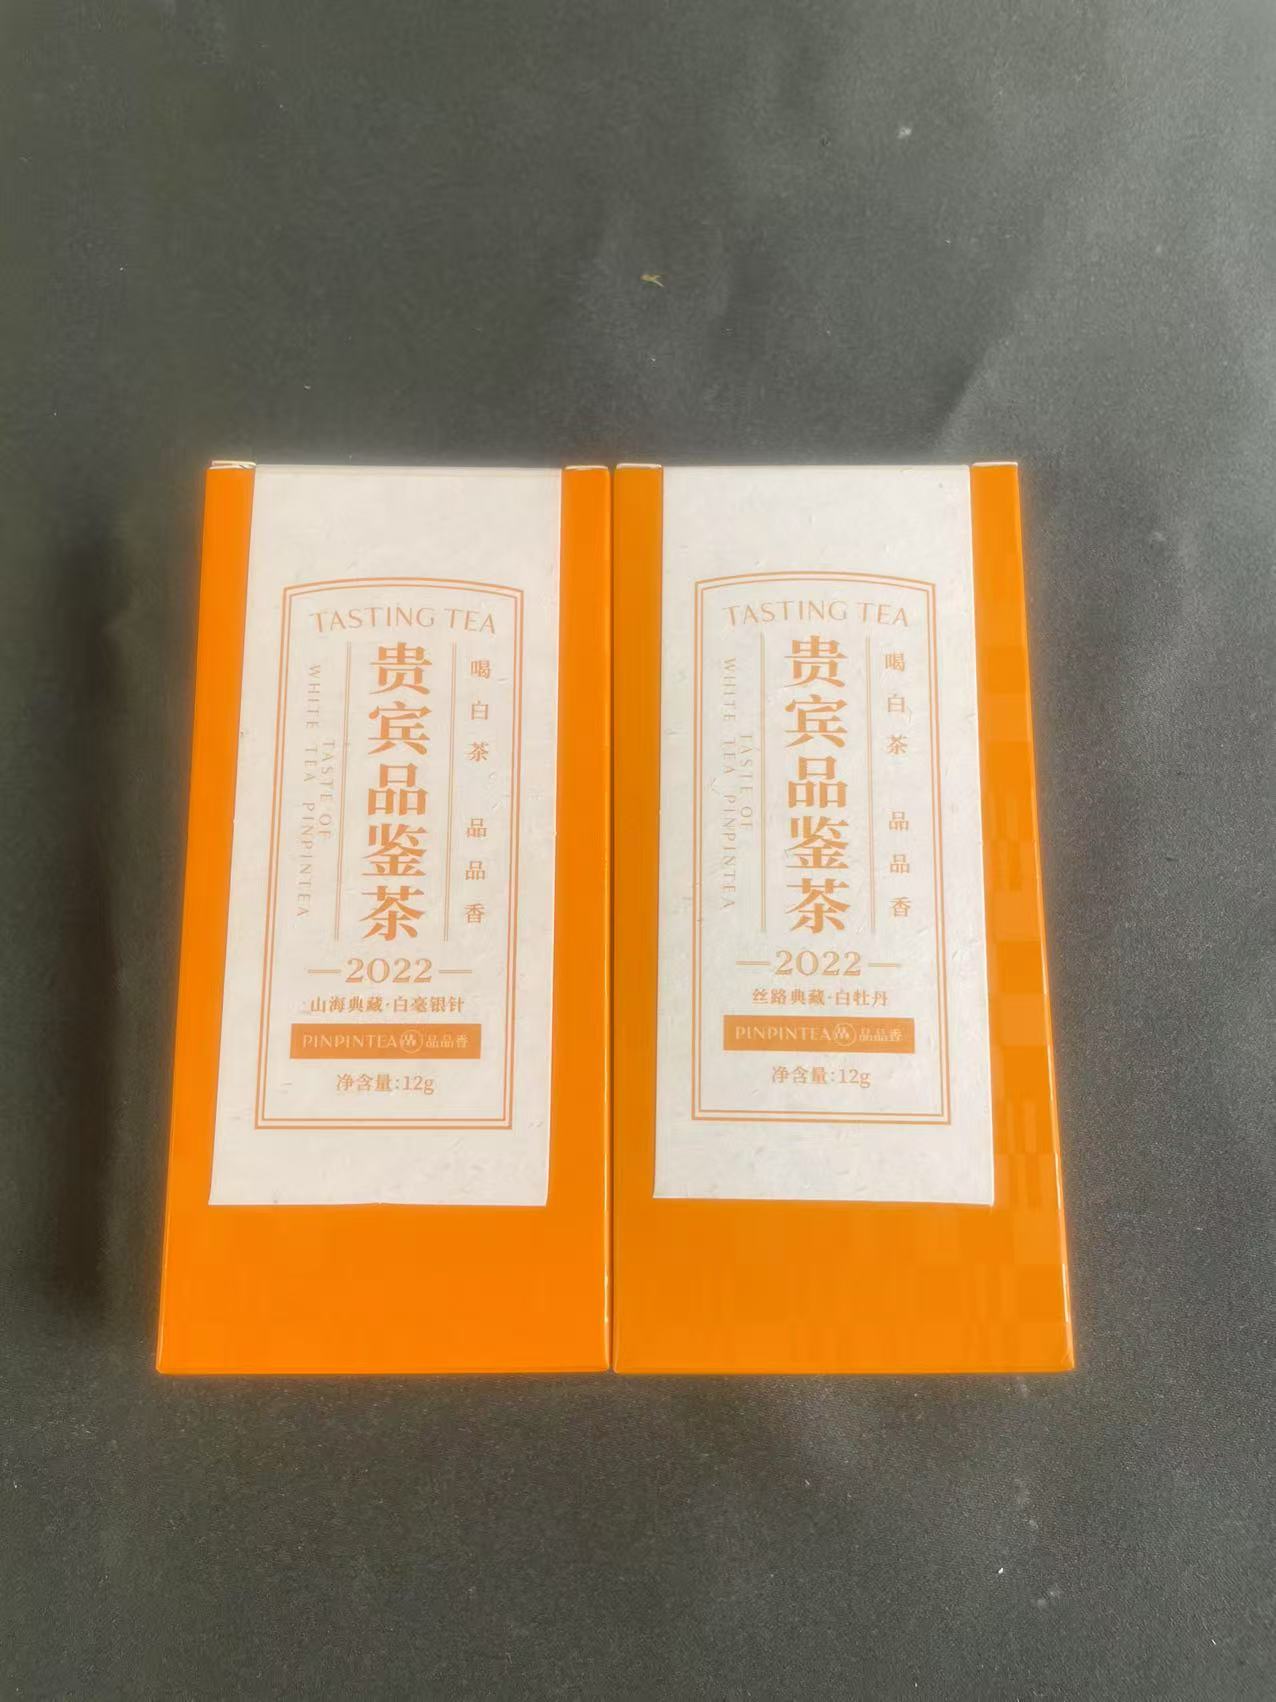 TASTING TEA
喝白茶 品品香
贵宾品鉴茶
TASTE OF
WHITE TEA PINPINTEA
2022
山海典藏·白毫银针
PINPINTEA 品品香
净含量:12g
TASTING TEA
喝白茶 品品香
贵宾品鉴茶
TASTE OF
WHITE TEA PINPINTEA
2022
丝路典藏·白牡丹
PINPINTEA 品品香
净含量:12g